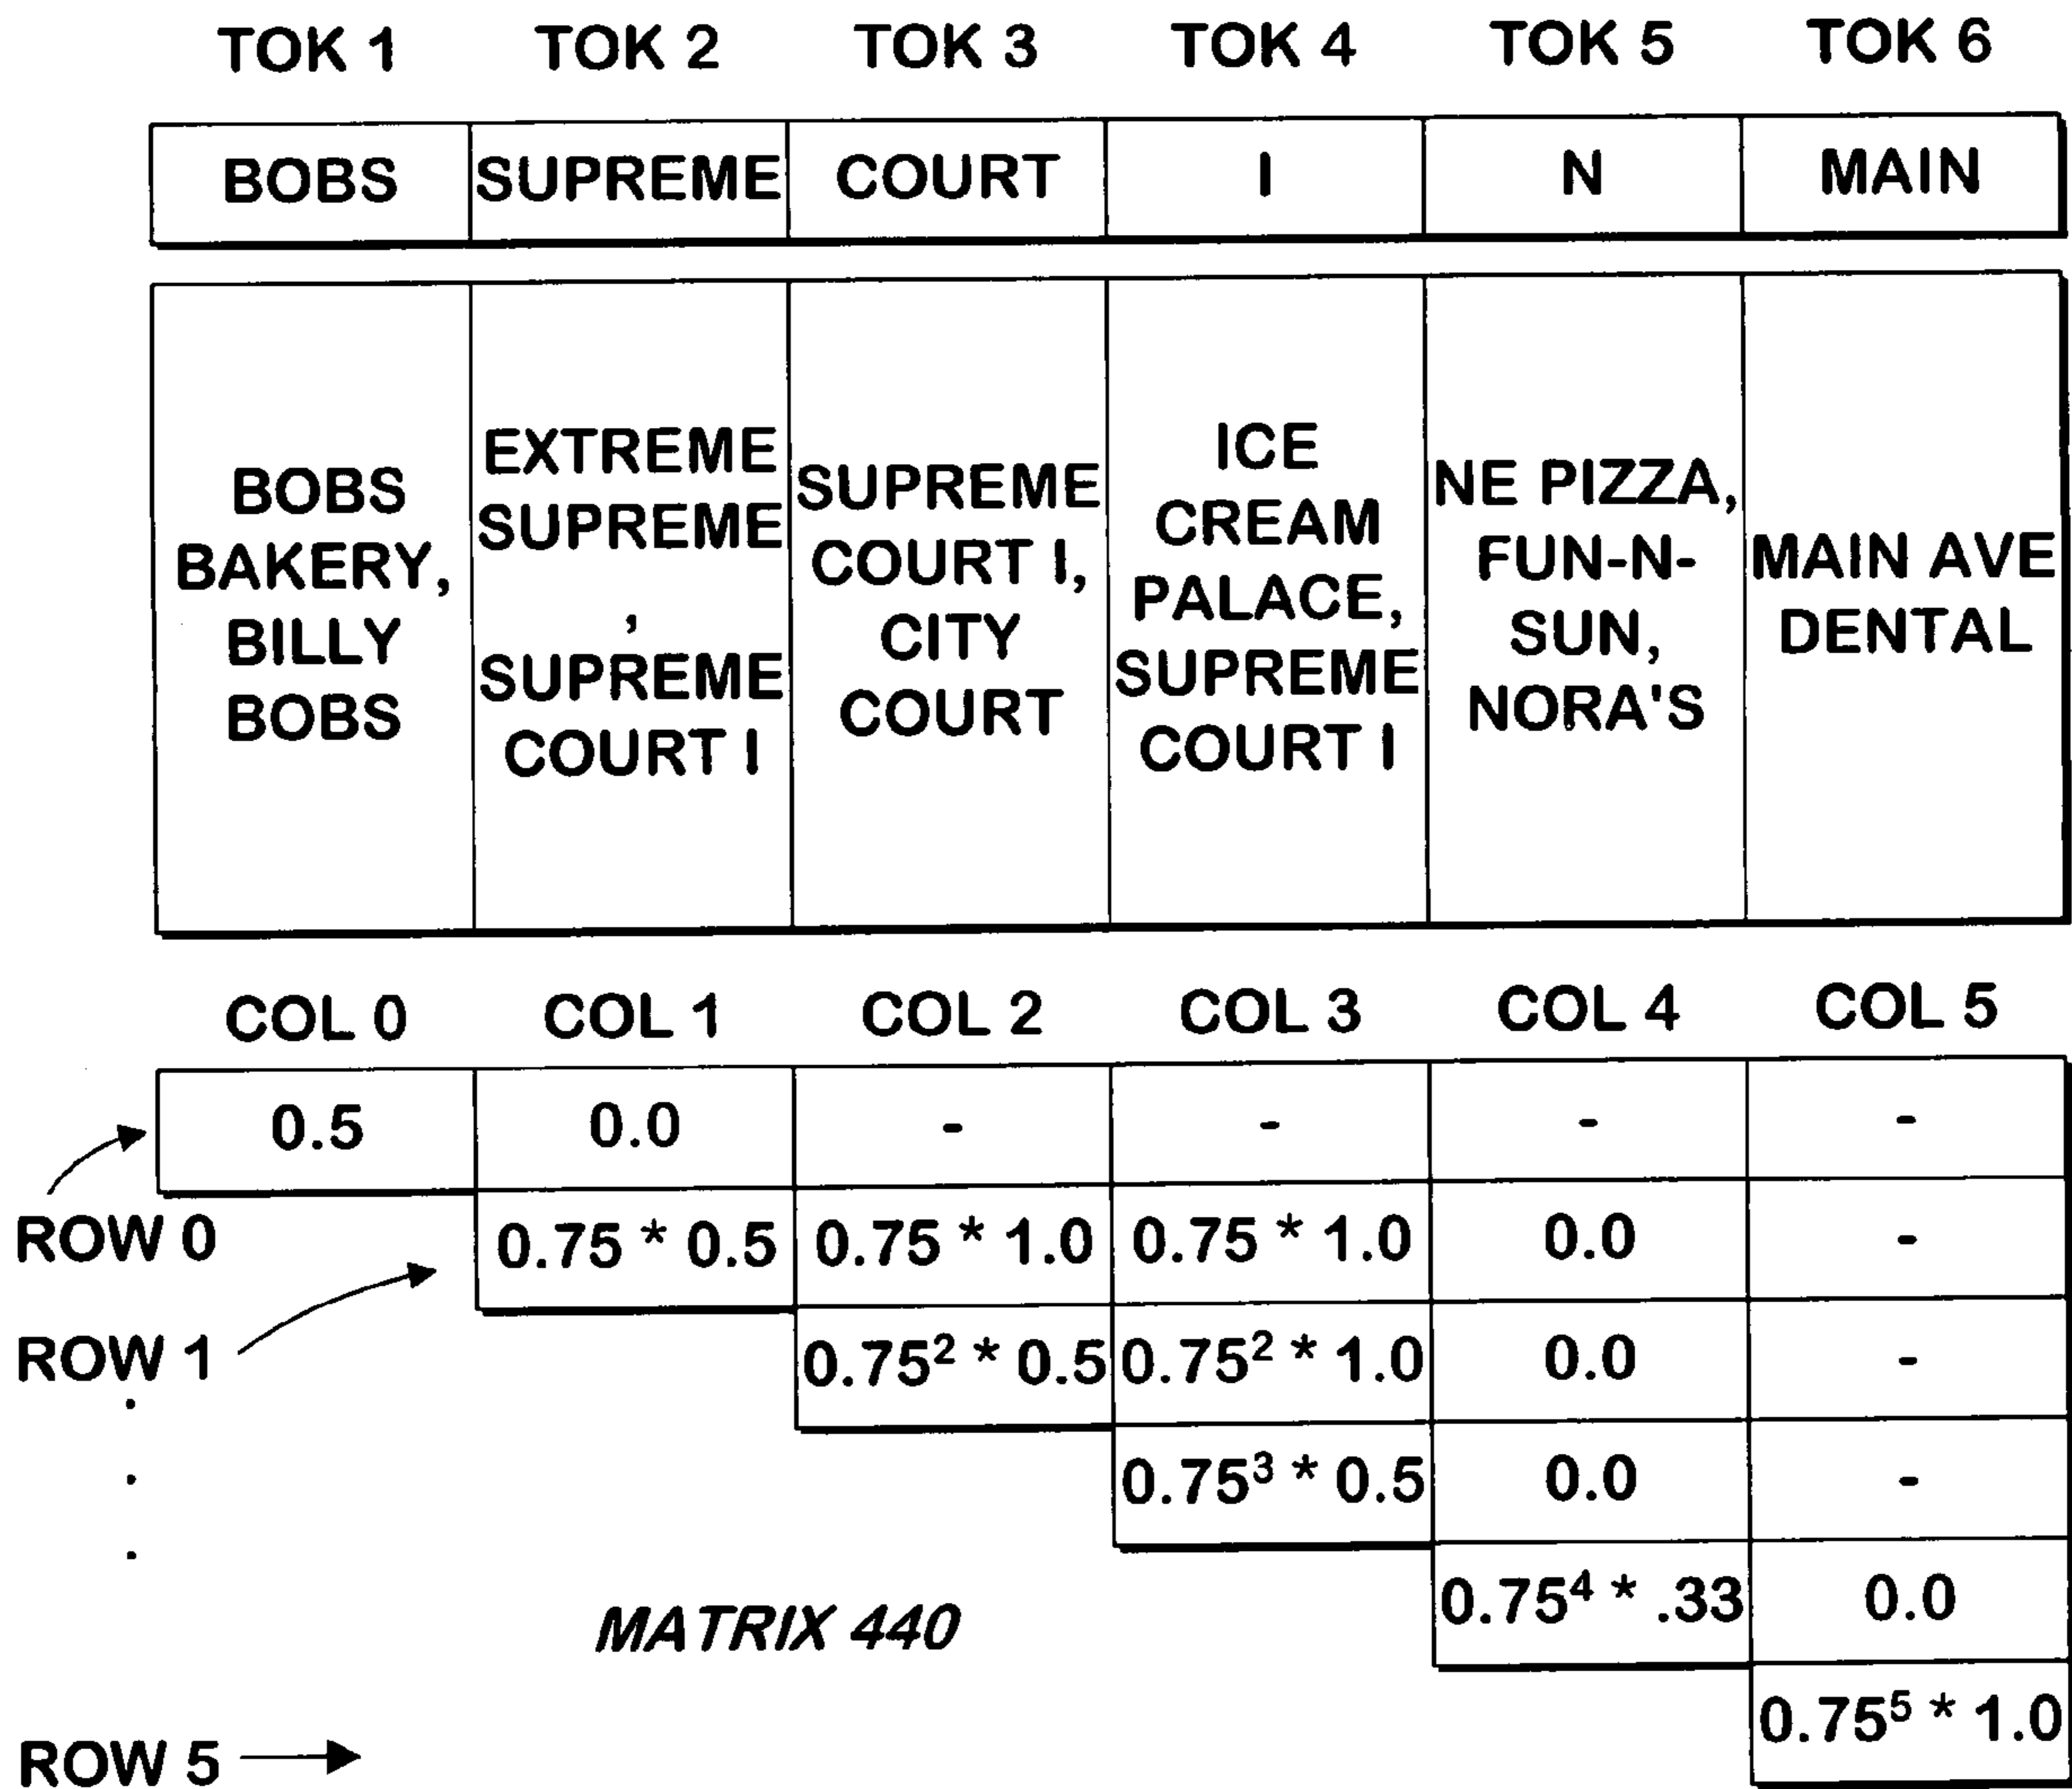 TOK 1 TOK 2 TOK 3 TOK 4 TOK 5 TOK 6
BOBS SUPREME COURT I N MAIN
BOBS
BAKERY,
BILLY
BOBS
EXTREME
SUPREME
,
SUPREME
COURT I
SUPREME
COURT I,
CITY
COURT
ICE
CREAM
PALACE,
SUPREME
COURT I
NE PIZZA,
FUN-N-
SUN,
NORA'S
MAIN AVE
DENTAL
COL 0 COL 1 COL 2 COL 3 COL 4 COL 5
0.5 0.0 - - - -
ROW 0 0.75 * 0.5 0.75 * 1.0 0.75 * 1.0 0.0 -
ROW 1 0.75² * 0.5 0.75² * 1.0 0.0 -
0.75³ * 0.5 0.0 -
MATRIX 440 0.75⁴ * .33 0.0
0.75⁵ * 1.0
ROW 5